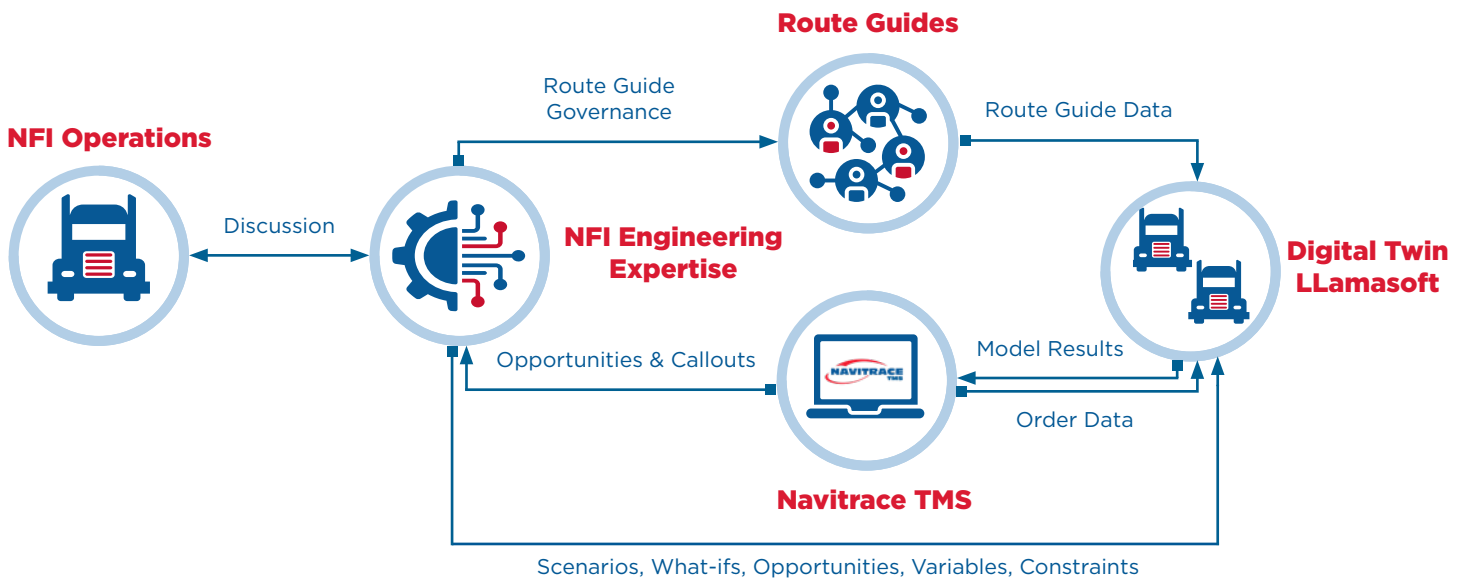 Route Guides
Route Guide
Governance
Route Guide Data
NFI Operations
Discussion
NFI Engineering
Expertise
Digital Twin
LLamasoft
Opportunities & Callouts
NAVITRACE
TMS
Model Results
Order Data
Navitrace TMS
Scenarios, What-ifs, Opportunities, Variables, Constraints